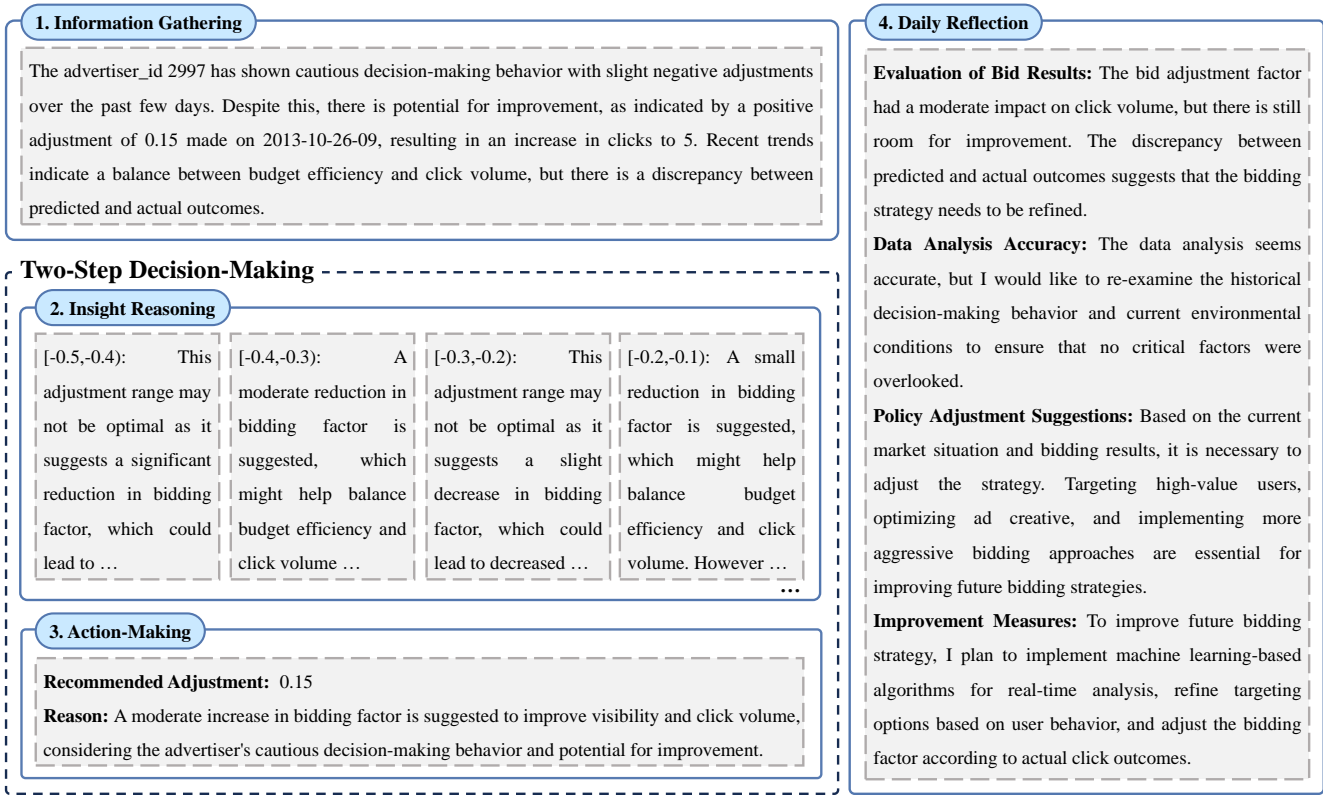 1. Information Gathering
The advertiser_id 2997 has shown cautious decision-making behavior with slight negative adjustments
over the past few days. Despite this, there is potential for improvement, as indicated by a positive
adjustment of 0.15 made on 2013-10-26-09, resulting in an increase in clicks to 5. Recent trends
indicate a balance between budget efficiency and click volume, but there is a discrepancy between
predicted and actual outcomes.
Two-Step Decision-Making
2. Insight Reasoning
[-0.5,-0.4): This
adjustment range may
not be optimal as it
suggests a significant
reduction in bidding
factor, which could
lead to …
[-0.4,-0.3): A
moderate reduction in
bidding factor is
suggested, which
might help balance
budget efficiency and
click volume …
[-0.3,-0.2): This
adjustment range may
not be optimal as it
suggests a slight
decrease in bidding
factor, which could
lead to decreased …
[-0.2,-0.1): A small
reduction in bidding
factor is suggested,
which might help
balance budget
efficiency and click
volume. However …
...
3. Action-Making
Recommended Adjustment: 0.15
Reason: A moderate increase in bidding factor is suggested to improve visibility and click volume,
considering the advertiser's cautious decision-making behavior and potential for improvement.
4. Daily Reflection
Evaluation of Bid Results: The bid adjustment factor
had a moderate impact on click volume, but there is still
room for improvement. The discrepancy between
predicted and actual outcomes suggests that the bidding
strategy needs to be refined.
Data Analysis Accuracy: The data analysis seems
accurate, but I would like to re-examine the historical
decision-making behavior and current environmental
conditions to ensure that no critical factors were
overlooked.
Policy Adjustment Suggestions: Based on the current
market situation and bidding results, it is necessary to
adjust the strategy. Targeting high-value users,
optimizing ad creative, and implementing more
aggressive bidding approaches are essential for
improving future bidding strategies.
Improvement Measures: To improve future bidding
strategy, I plan to implement machine learning-based
algorithms for real-time analysis, refine targeting
options based on user behavior, and adjust the bidding
factor according to actual click outcomes.